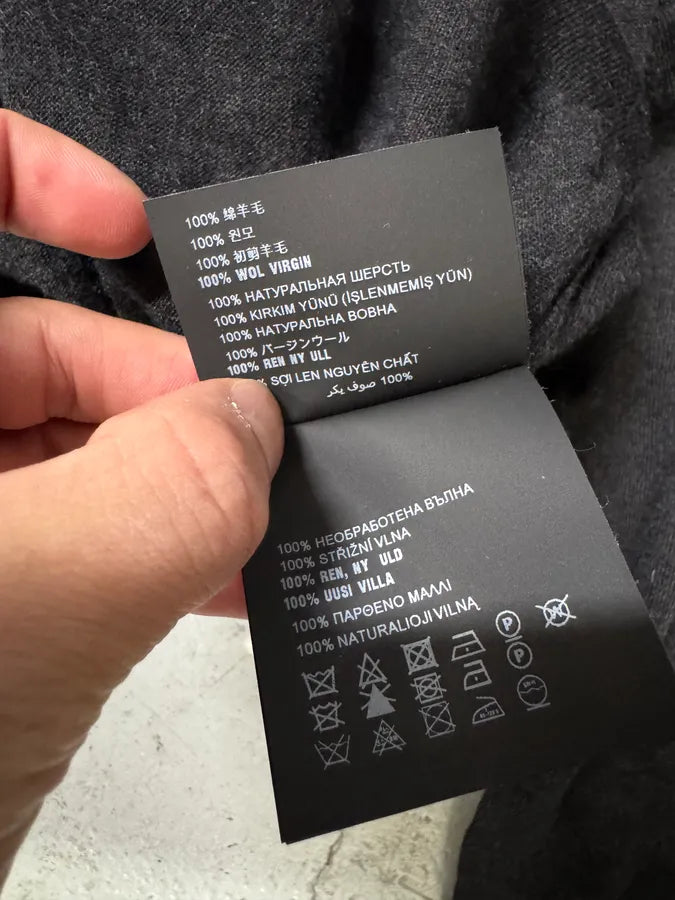 100% 绵羊毛
100% 원모
100% 初剪羊毛
100% WOL VIRGIN
100% НАТУРАЛЬНАЯ ШЕРСТЬ
100% KIRKIM YÜNÜ (İŞLENMEMİŞ YÜN)
100% НАТУРАЛЬНА ВОВНА
100% バージンウール
100% REN NY ULL
% SỢI LEN NGUYÊN CHẤT
100% صوف بكر
100% НЕОБРАБОТЕНА ВЪЛНА
100% STŘIŽNÍ VLNA
100% REN, NY ULD
100% UUSI VILLA
100% ΠΑΡΘΕΝΟ ΜΑΛΛΙ
100% NATURALIOJI VILNĄ
P
W
P